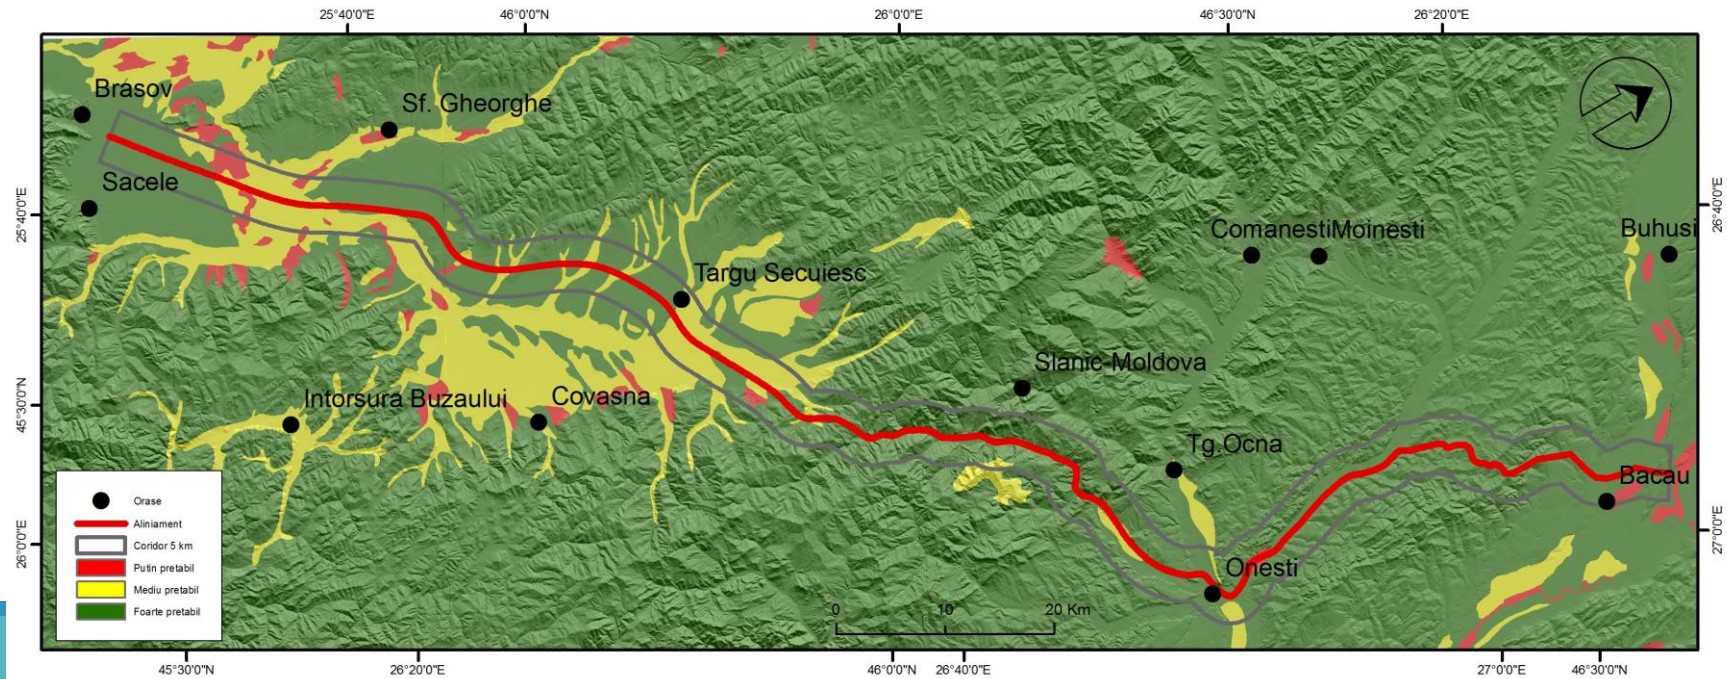 25°40'0"E 46°0'0"N 26°0'0"E 46°30'0"N 26°20'0"E
Brasov
Sf. Gheorghe
Sacele
25°40'0"E
26°40'0"E
Comanesti Moinesti
Buhusi
Targu Secuiesc
Slanic-Moldova
45°30'0"N
Intorsura Buzaului
Covasna
Tg.Ocna
Bacau
Orase
Aliniament
Coridor 5 km
Putin pretabil
Mediu pretabil
Foarte pretabil
26°0'0"E
27°0'0"E
Onesti
0 10 20 Km
45°30'0"N 26°20'0"E 46°0'0"N 26°40'0"E 27°0'0"E 46°30'0"N